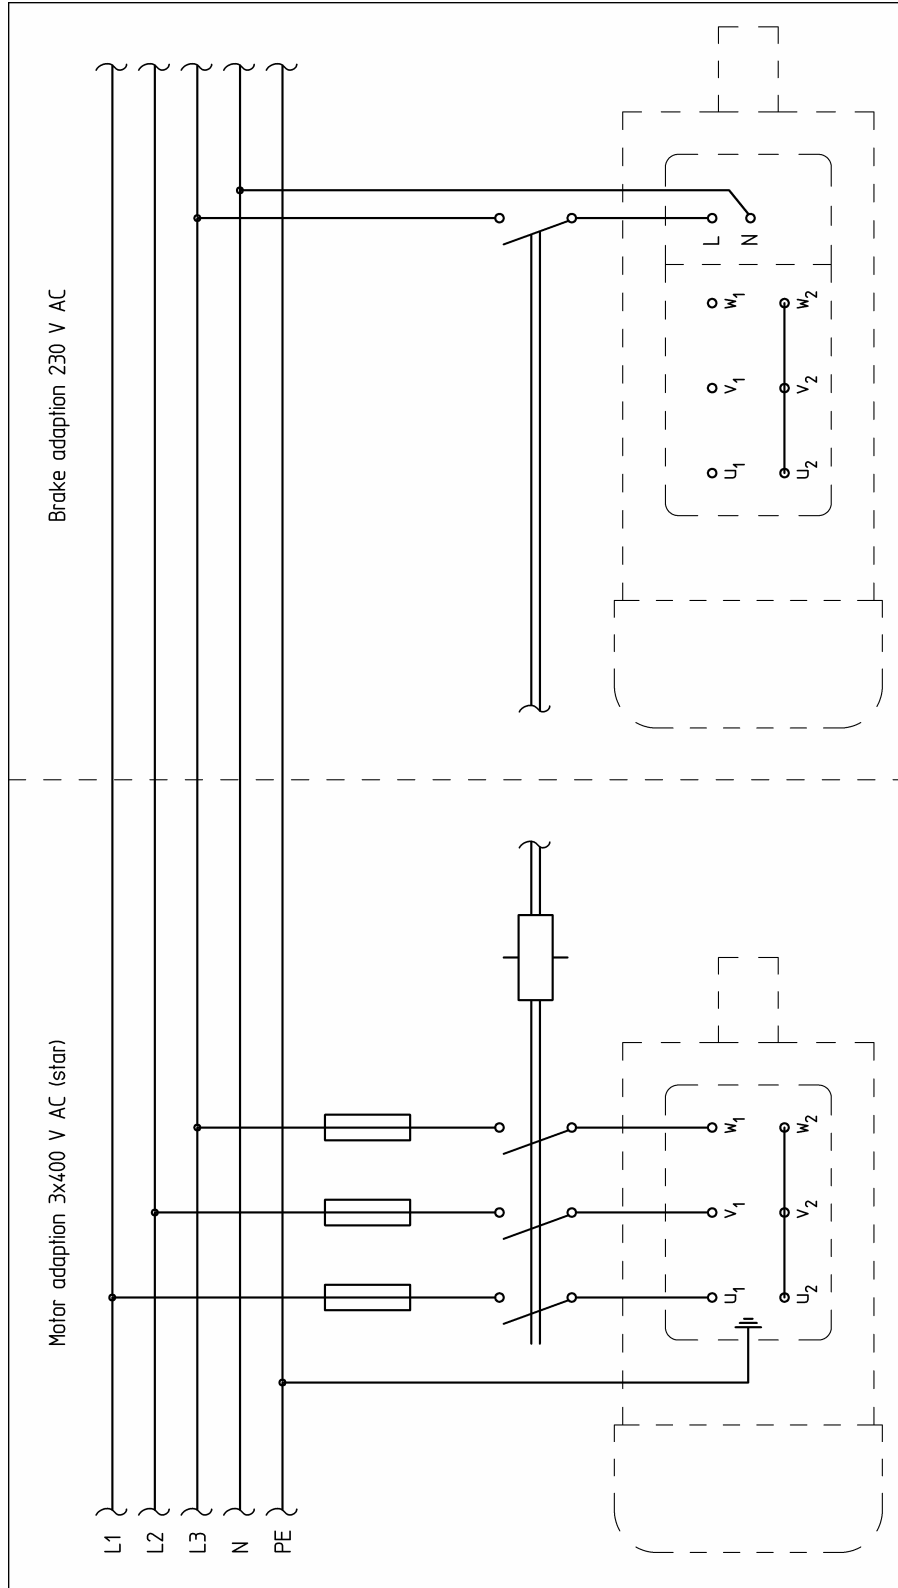 Motor adaption 3x400 V AC (star)
Brake adaption 230 V AC
L1
L2
L3
N
PE
U1 V1 W1
U2 V2 W2
U1 V1 W1 L
N
U2 V2 W2